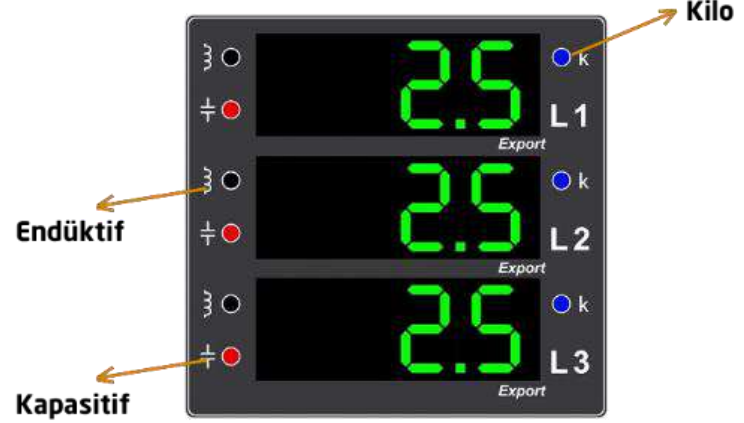 Kilo
2.5 k
L1
Export
2.5 k
Endüktif
L2
Export
2.5 k
L3
Kapasitif
Export